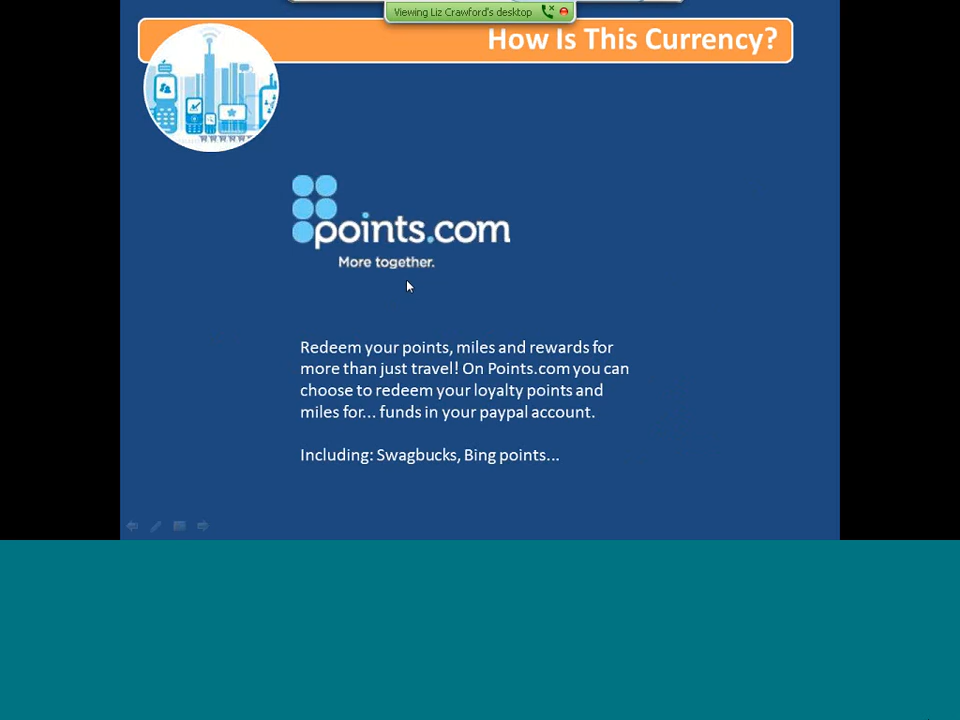 Viewing Liz Crawford's desktop
How Is This Currency?
points.com
More together.
Redeem your points, miles and rewards for
more than just travel! On Points.com you can
choose to redeem your loyalty points and
miles for... funds in your paypal account.
Including: Swagbucks, Bing points...